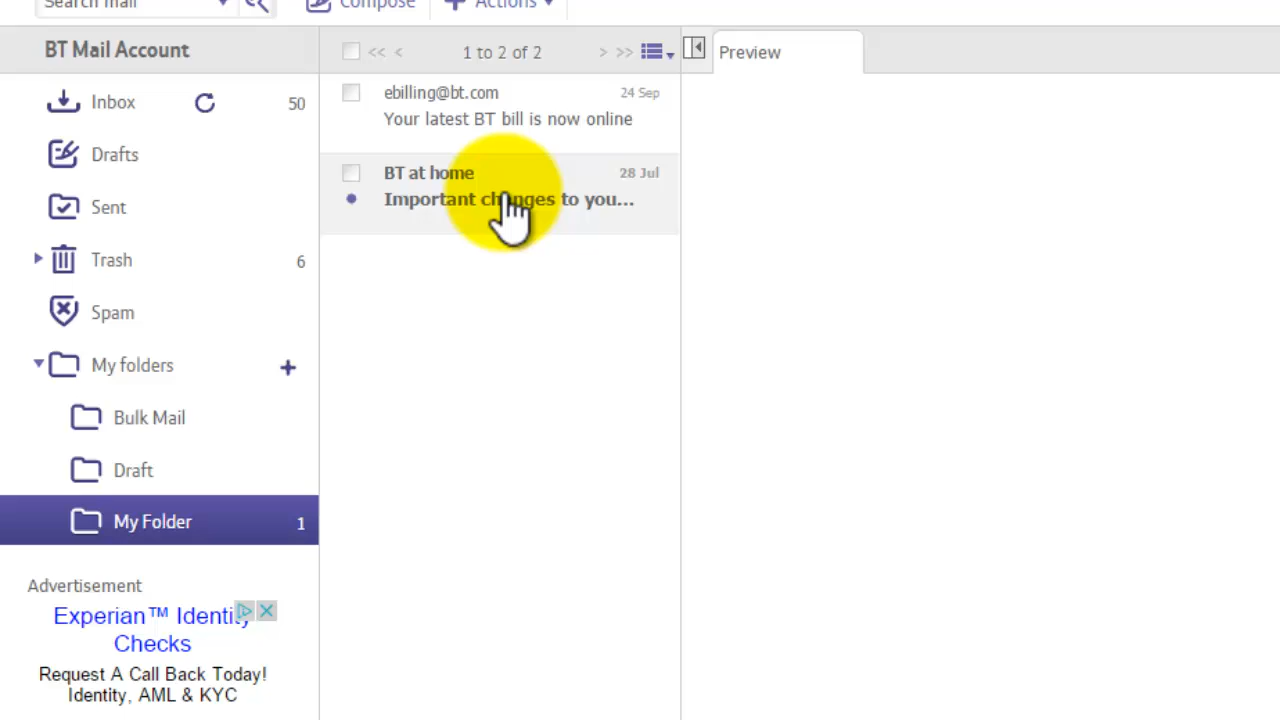 Search mail
Compose
Actions
BT Mail Account
<< <
1 to 2 of 2
> >>
Preview
Inbox
50
Drafts
Sent
Trash
6
Spam
My folders
+
Bulk Mail
Draft
My Folder
1
ebilling@bt.com
24 Sep
Your latest BT bill is now online
BT at home
28 Jul
Important changes to you...
Advertisement
Experian™ Identity
Checks
Request A Call Back Today!
Identity, AML & KYC